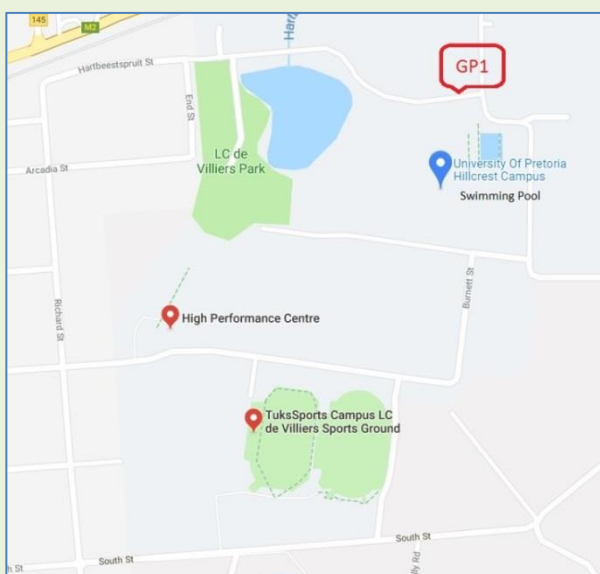 145
M2
Hartbeestspruit St
End St
LC de
Villiers Park
Arcadia St
GP1
University Of Pretoria
Hillcrest Campus
Swimming Pool
Burnett St
Richard St
High Performance Centre
TuksSports Campus LC
de Villiers Sports Ground
South St
South St